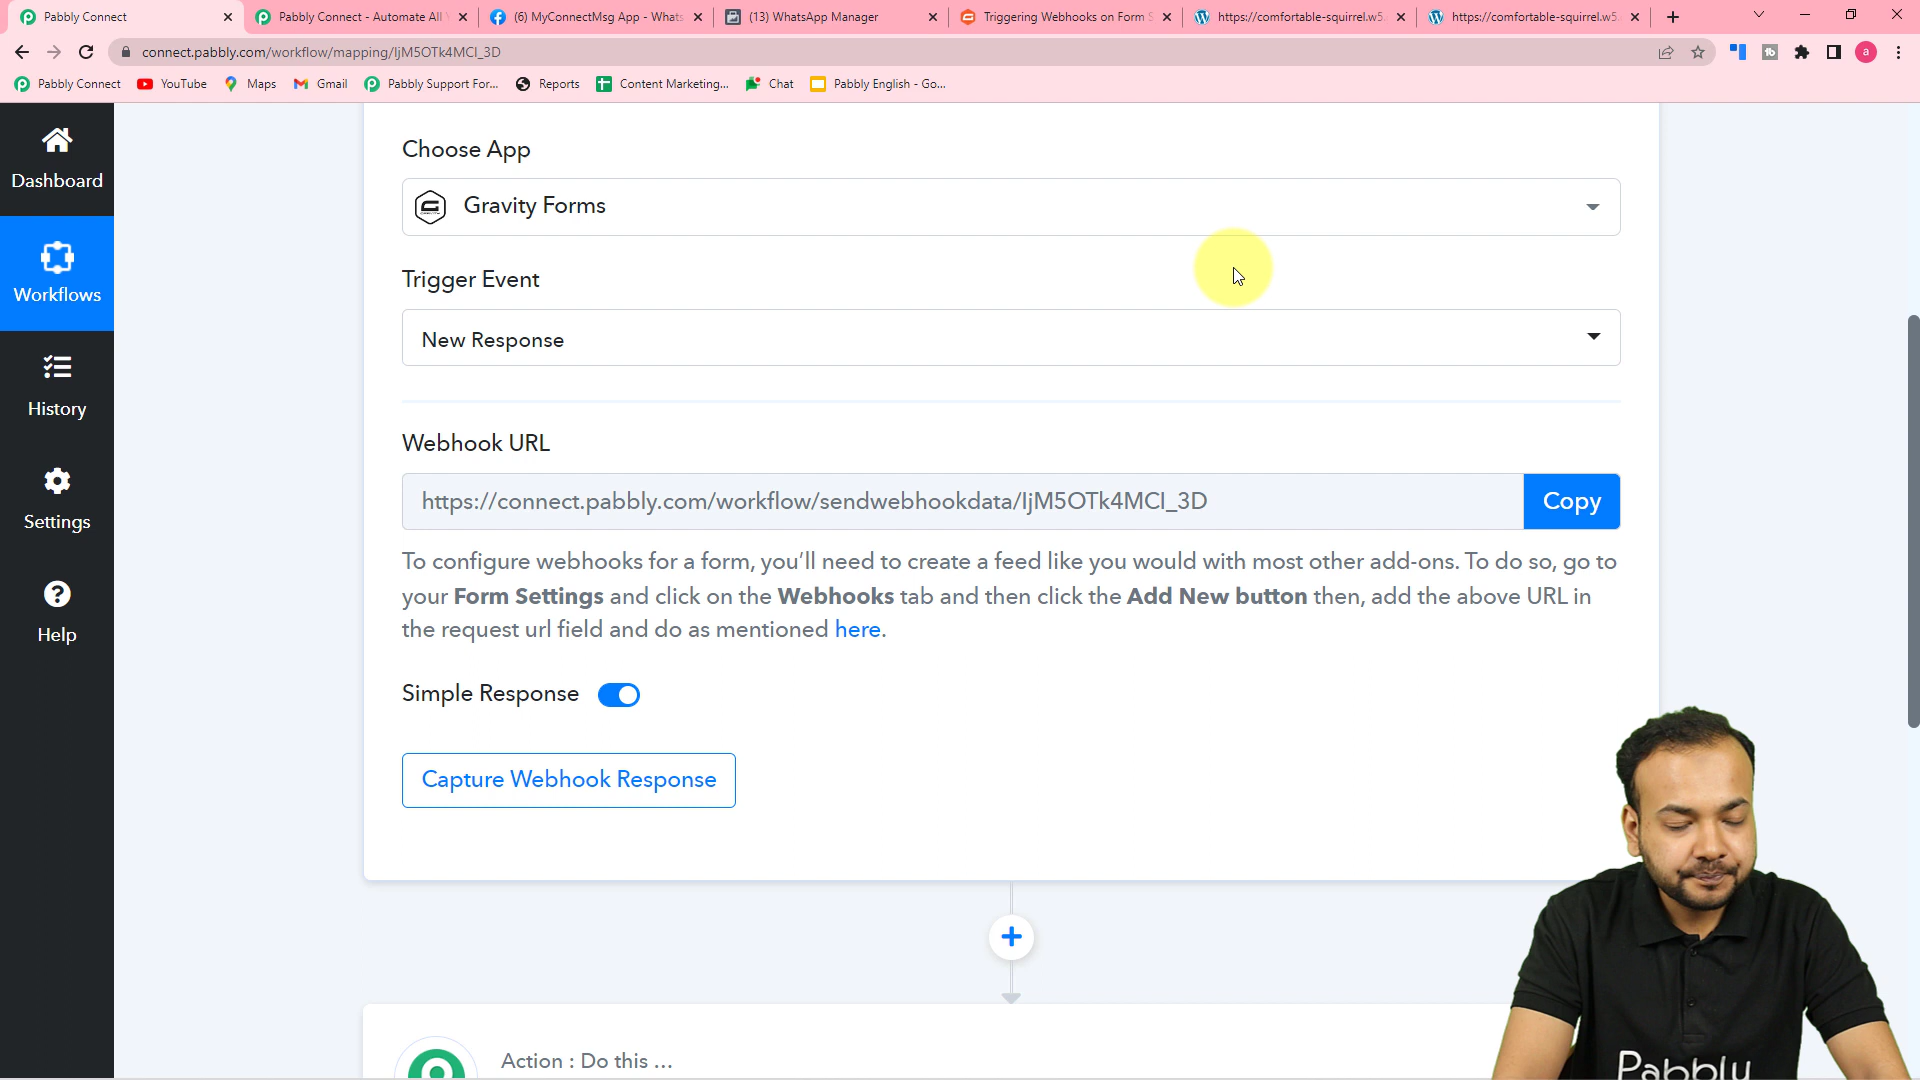 Pabbly Connect
Pabbly Connect - Automate All
(6) MyConnectMsg App - Whats
(13) WhatsApp Manager
Triggering Webhooks on Form S
https://comfortable-squirrel.w5
https://comfortable-squirrel.w5
connect.pabbly.com/workflow/mapping/IjM5OTk4MCI_3D
a
Pabbly Connect
YouTube
Maps
Gmail
Pabbly Support For...
Reports
Content Marketing...
Chat
Pabbly English - Go...
Dashboard
Workflows
History
Settings
Help
Choose App
Gravity Forms
Trigger Event
New Response
Webhook URL
https://connect.pabbly.com/workflow/sendwebhookdata/IjM5OTk4MCI_3D
Copy
To configure webhooks for a form, you’ll need to create a feed like you would with most other add-ons. To do so, go to
your Form Settings and click on the Webhooks tab and then click the Add New button then, add the above URL in
the request url field and do as mentioned here.
Simple Response
Capture Webhook Response
Action : Do this ...
Pabbly